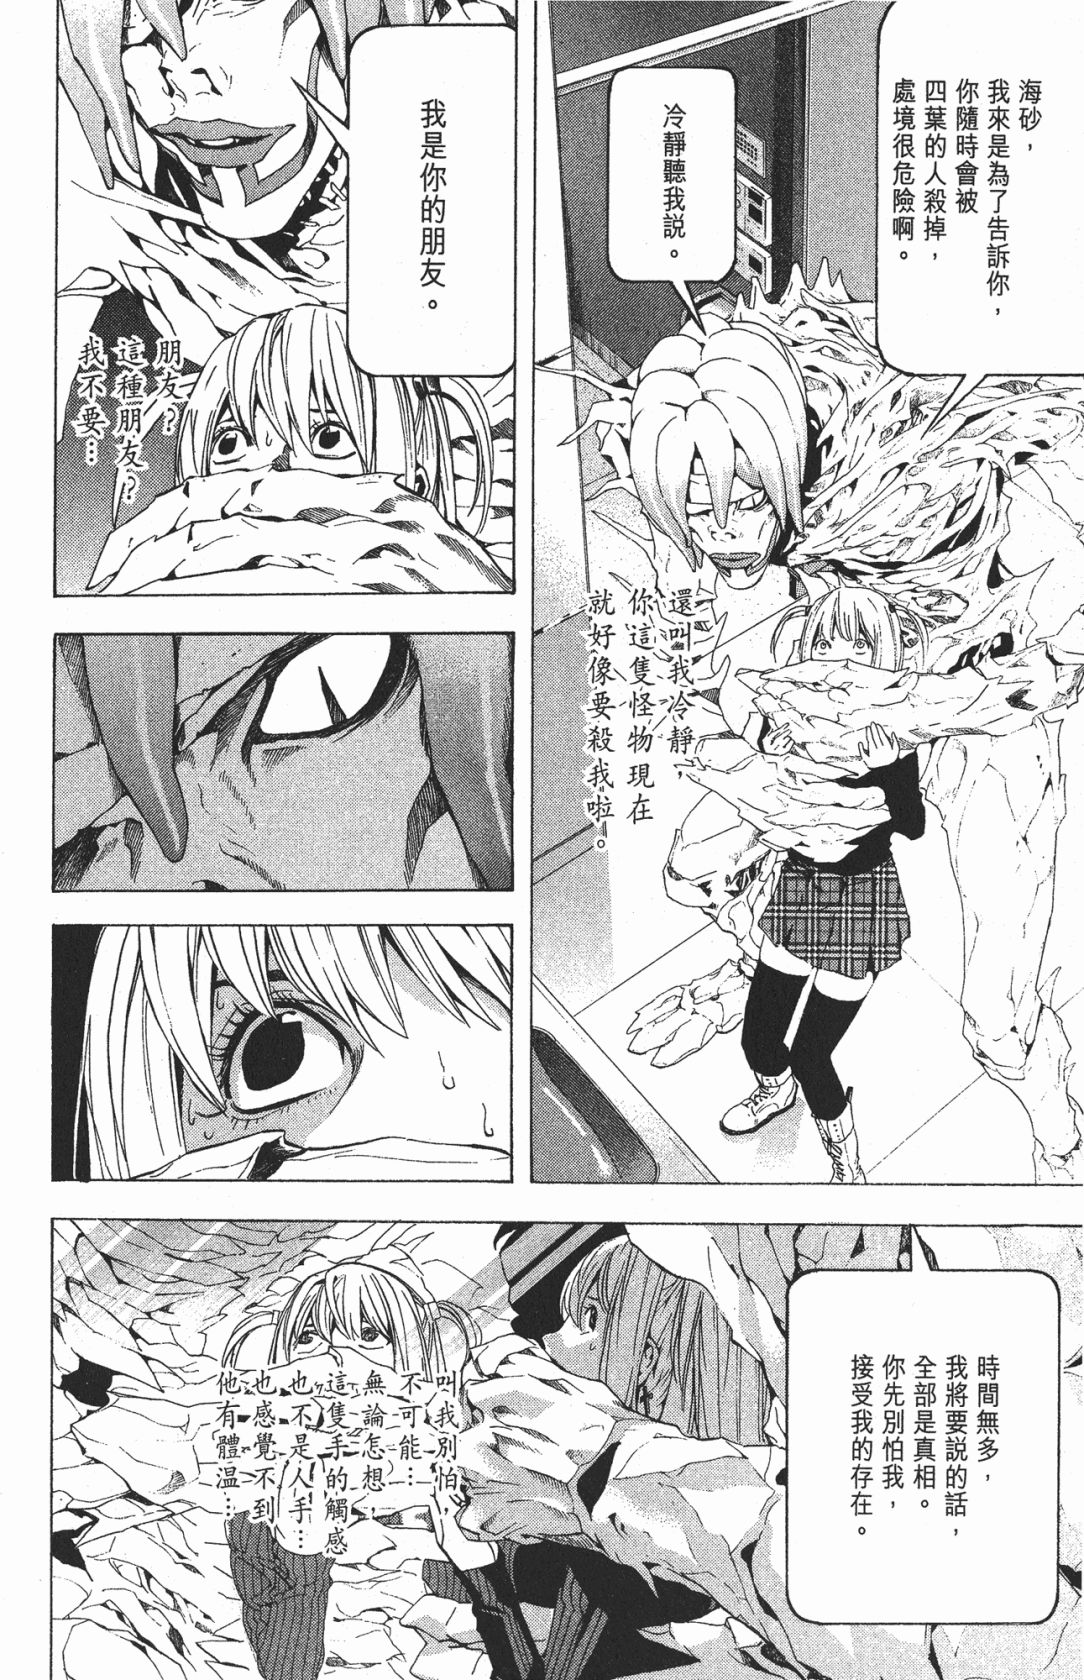 海砂，
我來是為了告訴你，
你隨時會被
四葉的人殺掉，
處境很危險啊。
冷靜聽我說。
還叫我冷靜，
你這隻怪物現在
就好像要殺我啦。
我是你的朋友。
朋友？
這種朋友？
我不要…
時間無多，
我將要說的話，
全部是真相。
你先別怕我，
接受我的存在。
叫我別怕，
不可能…
無論怎想，
這隻手的觸感
也不是人手…
也感覺不到
他有體溫…